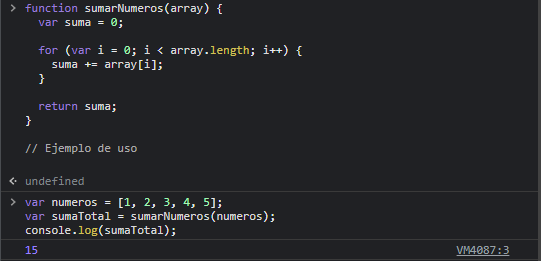 function sumarNumeros(array) {
  var suma = 0;

  for (var i = 0; i < array.length; i++) {
    suma += array[i];
  }

  return suma;
}

// Ejemplo de uso

undefined
var numeros = [1, 2, 3, 4, 5];
var sumaTotal = sumarNumeros(numeros);
console.log(sumaTotal);
15 VM4087:3